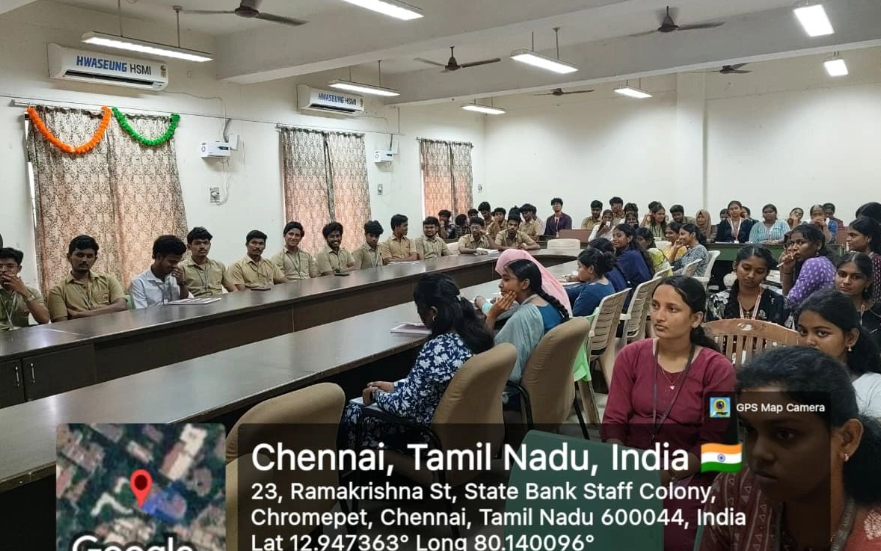 HWASEUNG HSMI
HWASEUNG HSMI
GPS Map Camera
Chennai, Tamil Nadu, India
23, Ramakrishna St, State Bank Staff Colony,
Chromepet, Chennai, Tamil Nadu 600044, India
Lat 12.947363° Long 80.140096°
Google